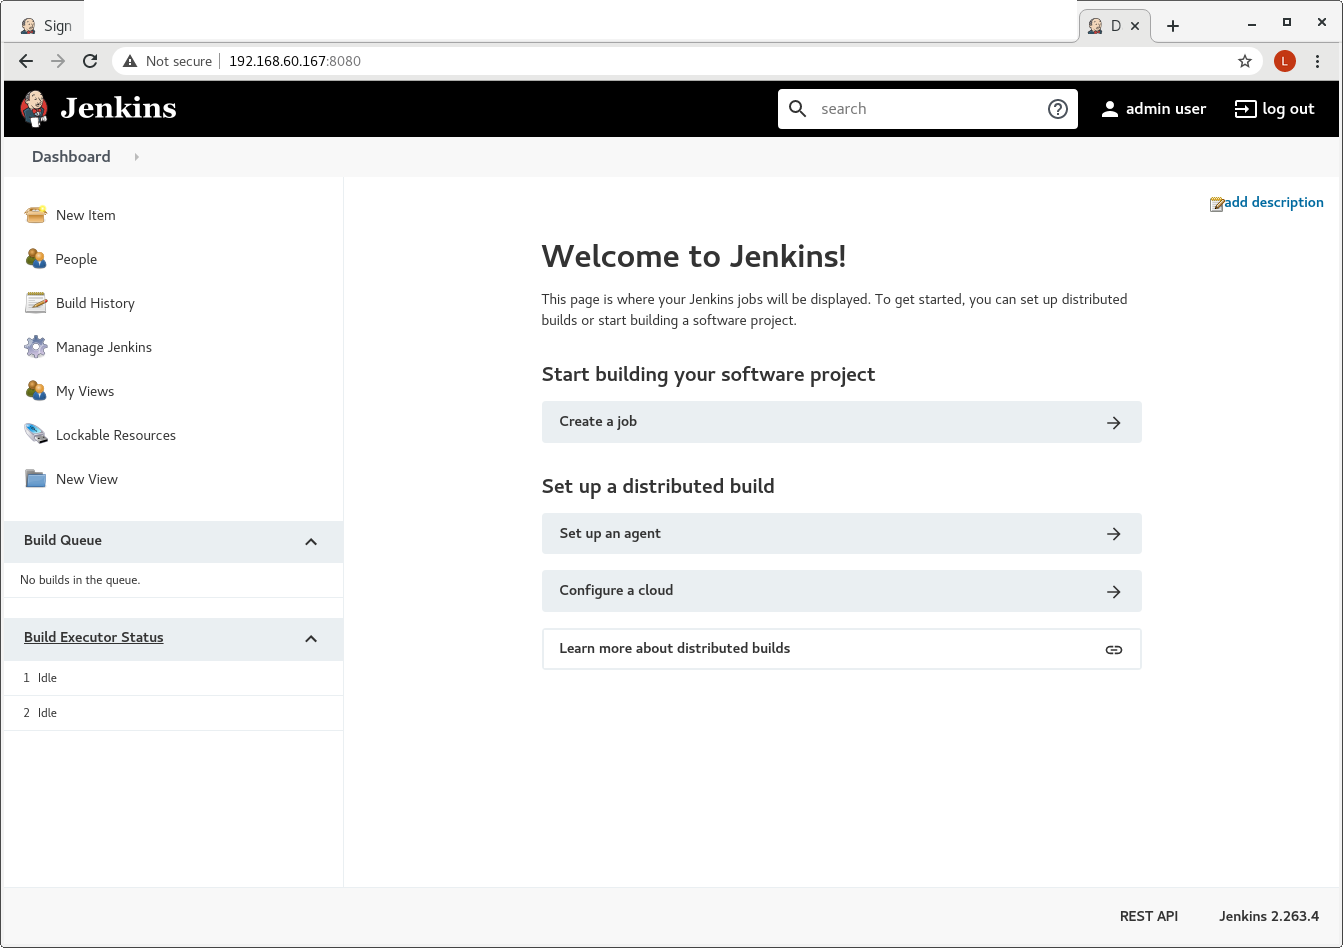 Sign
D
Not secure 192.168.60.167:8080
L
Jenkins
search
admin user
log out
Dashboard
New Item
People
Build History
Manage Jenkins
My Views
Lockable Resources
New View
Build Queue
No builds in the queue.
Build Executor Status
1 Idle
2 Idle
add description
Welcome to Jenkins!
This page is where your Jenkins jobs will be displayed. To get started, you can set up distributed
builds or start building a software project.
Start building your software project
Create a job
Set up a distributed build
Set up an agent
Configure a cloud
Learn more about distributed builds
REST API
Jenkins 2.263.4